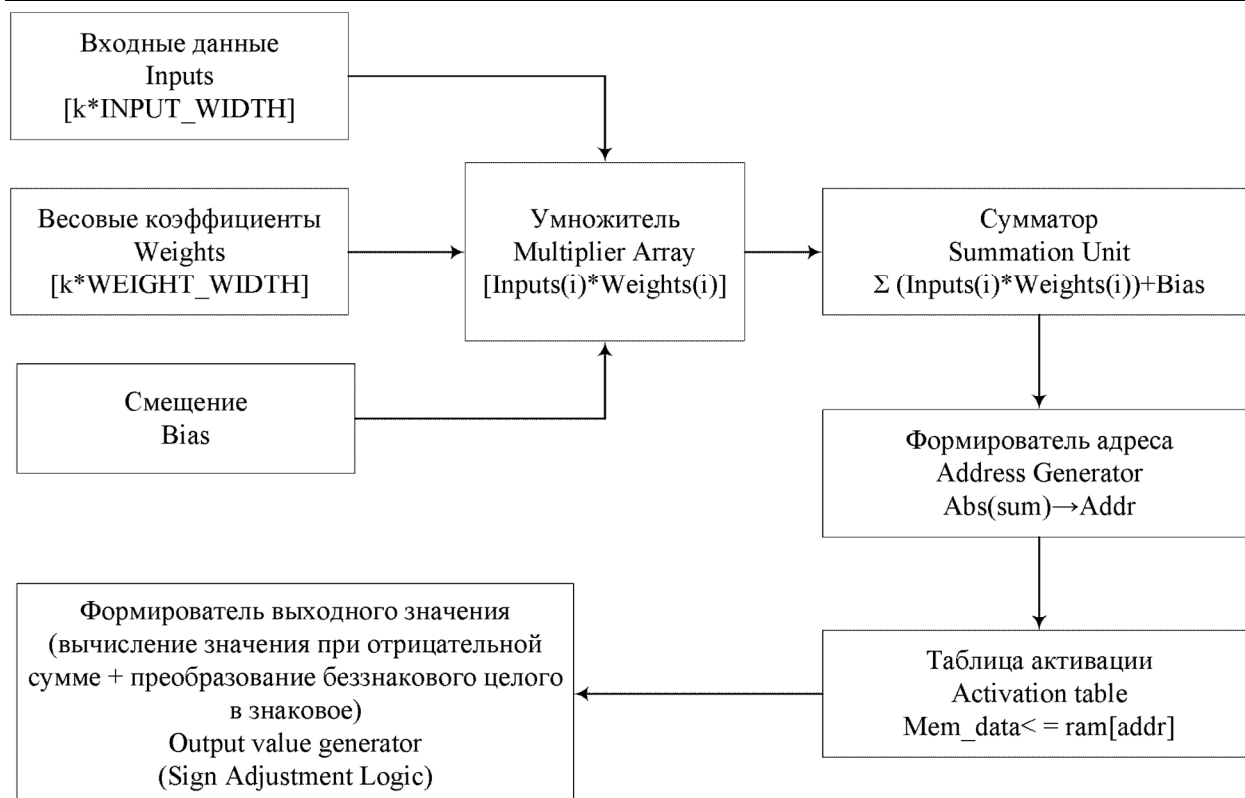 Входные данные
Inputs
[k*INPUT_WIDTH]
Весовые коэффициенты
Weights
[k*WEIGHT_WIDTH]
Смещение
Bias
Умножитель
Multiplier Array
[Inputs(i)*Weights(i)]
Сумматор
Summation Unit
Σ (Inputs(i)*Weights(i))+Bias
Формирователь адреса
Address Generator
Abs(sum)→Addr
Таблица активации
Activation table
Mem_data< = ram[addr]
Формирователь выходного значения
(вычисление значения при отрицательной
сумме + преобразование беззнакового целого
в знаковое)
Output value generator
(Sign Adjustment Logic)